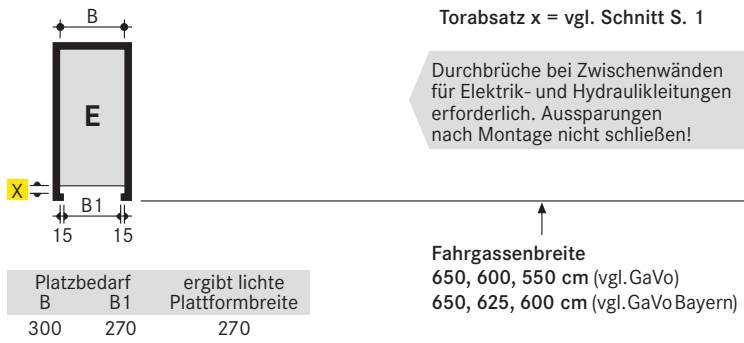 B
E
X
B1
15 15
Platzbedarf ergibt lichte
B B1 Plattformbreite
300 270 270
Torabsatz x = vgl. Schnitt S. 1
Durchbrüche bei Zwischenwänden
für Elektrik- und Hydraulikleitungen
erforderlich. Aussparungen
nach Montage nicht schließen!
Fahrgassenbreite
650, 600, 550 cm (vgl.GaVo)
650, 625, 600 cm (vgl.GaVo Bayern)